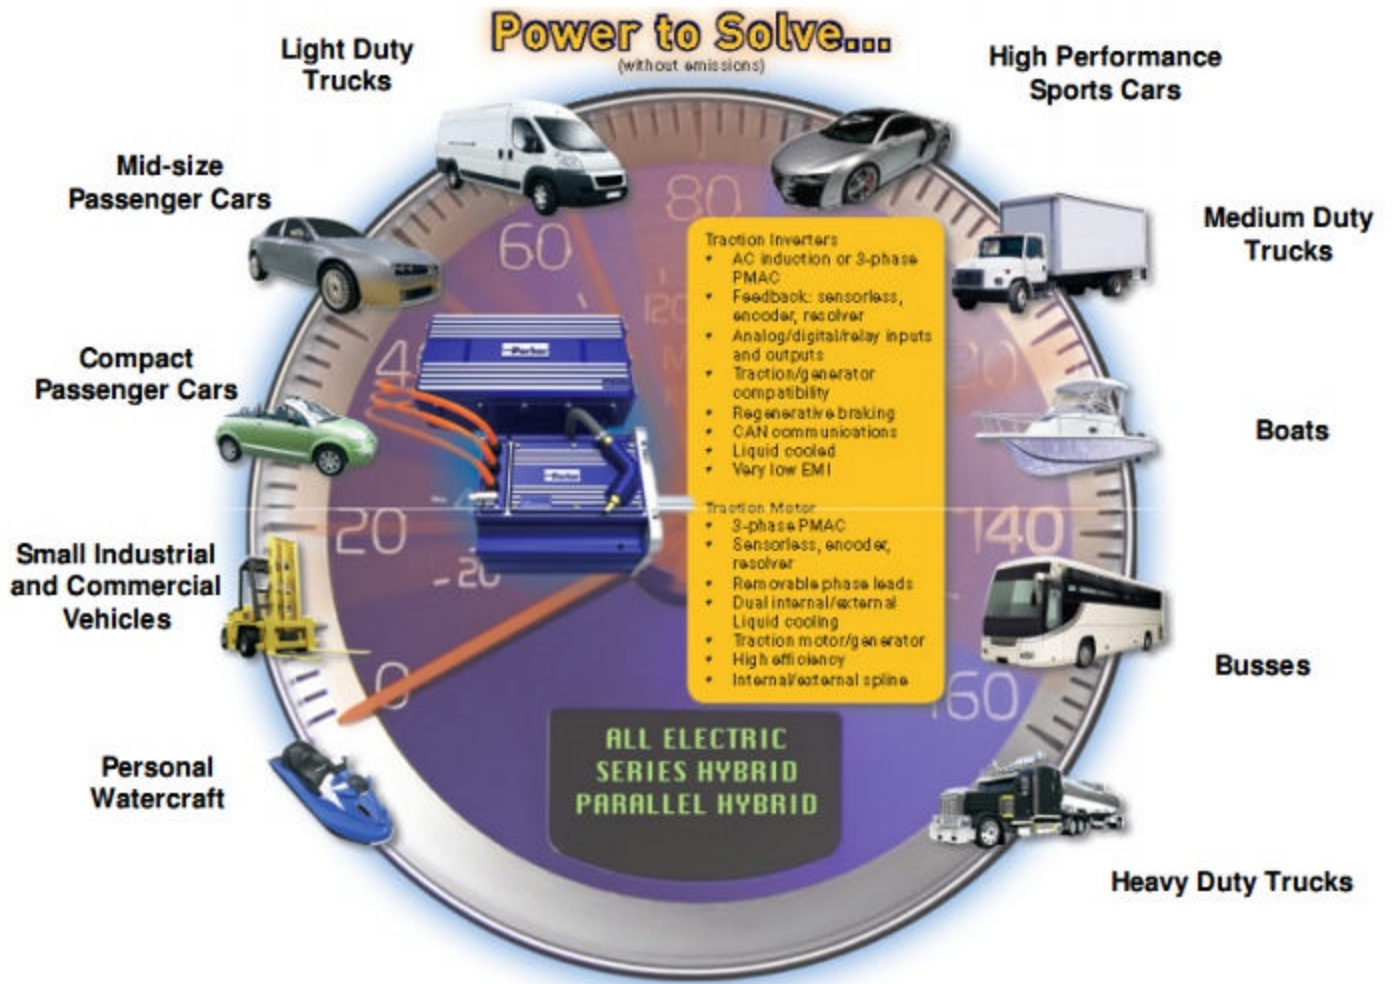 Power to Solve...
(without emissions)
Light Duty
Trucks
High Performance
Sports Cars
Mid-size
Passenger Cars
Medium Duty
Trucks
Compact
Passenger Cars
Boats
Small Industrial
and Commercial
Vehicles
Busses
Personal
Watercraft
Heavy Duty Trucks
Traction Inverters
• AC induction or 3-phase
PMAC
• Feedback: sensorless,
encoder, resolver
• Analog/digital/relay inputs
and outputs
• Traction/generator
compatibility
• Regenerative braking
• CAN communications
• Liquid cooled
• Very low EMI
Traction Motor
• 3-phase PMAC
• Sensorless, encoder,
resolver
• Removable phase leads
• Dual internal/external
Liquid cooling
• Traction motor/generator
• High efficiency
• Internal/external spline
ALL ELECTRIC
SERIES HYBRID
PARALLEL HYBRID
Parker
Parker
0
20
60
80
140
160
-20